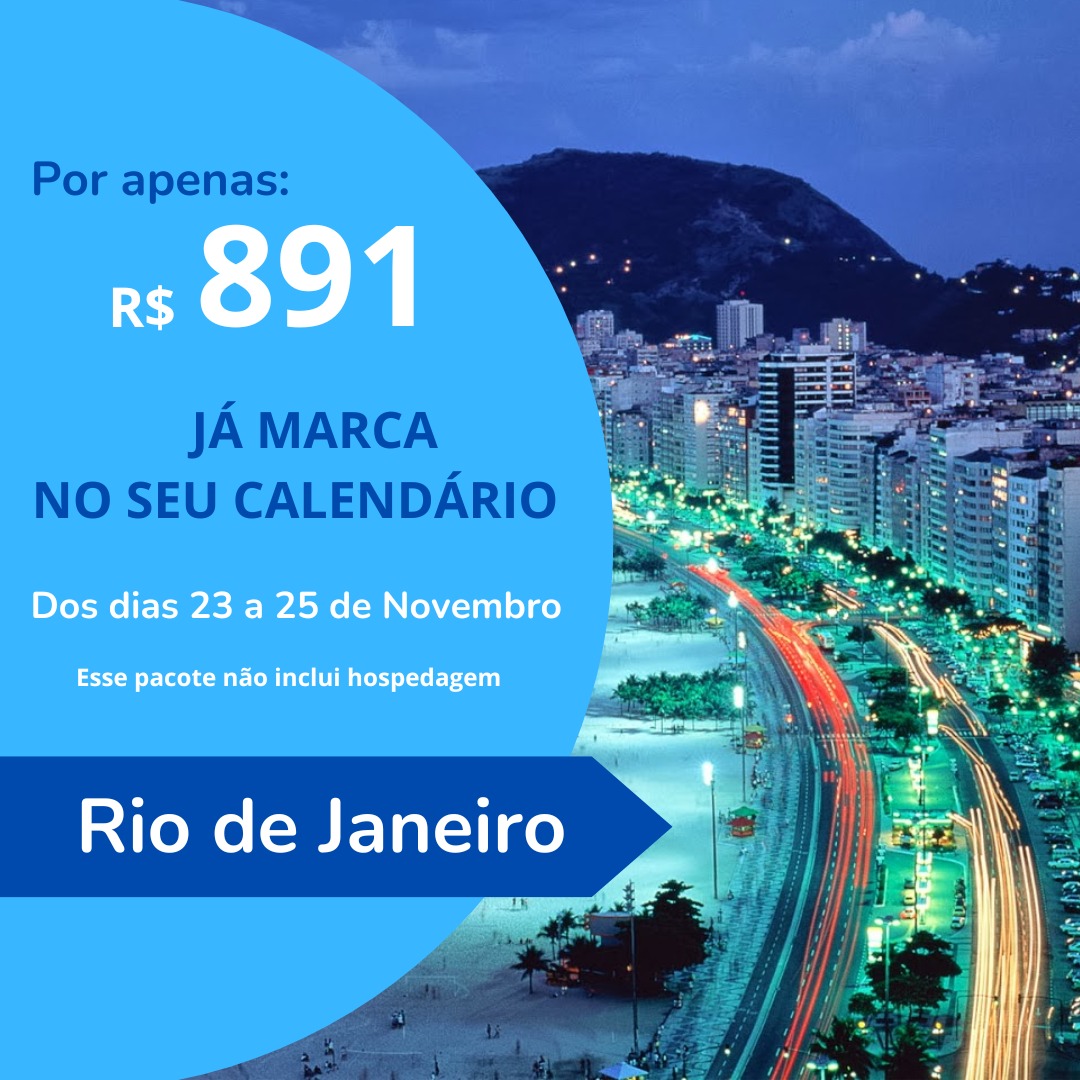 Por apenas:
R$ 891
JÁ MARCA
NO SEU CALENDÁRIO
Dos dias 23 a 25 de Novembro
Esse pacote não inclui hospedagem
Rio de Janeiro